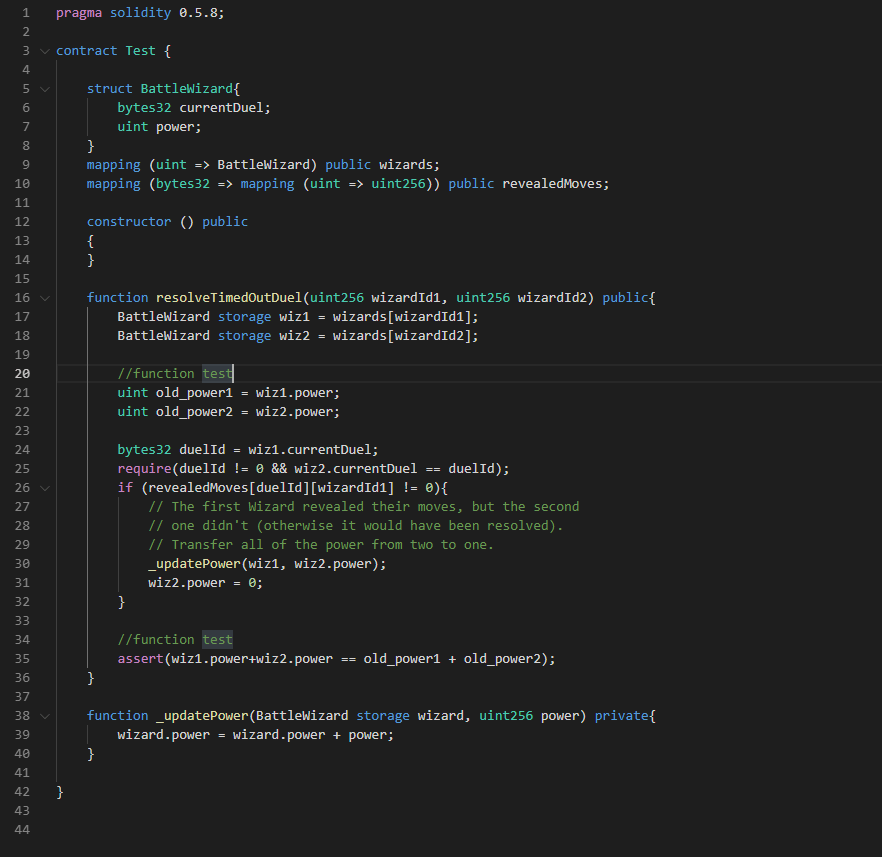 1 pragma solidity 0.5.8;
2
3 contract Test {
4
5 struct BattleWizard{
6 bytes32 currentDuel;
7 uint power;
8 }
9 mapping (uint => BattleWizard) public wizards;
10 mapping (bytes32 => mapping (uint => uint256)) public revealedMoves;
11
12 constructor () public
13 {
14 }
15
16 function resolveTimedOutDuel(uint256 wizardId1, uint256 wizardId2) public{
17 BattleWizard storage wiz1 = wizards[wizardId1];
18 BattleWizard storage wiz2 = wizards[wizardId2];
19
20 //function test
21 uint old_power1 = wiz1.power;
22 uint old_power2 = wiz2.power;
23
24 bytes32 duelId = wiz1.currentDuel;
25 require(duelId != 0 && wiz2.currentDuel == duelId);
26 if (revealedMoves[duelId][wizardId1] != 0){
27 // The first Wizard revealed their moves, but the second
28 // one didn't (otherwise it would have been resolved).
29 // Transfer all of the power from two to one.
30 _updatePower(wiz1, wiz2.power);
31 wiz2.power = 0;
32 }
33
34 //function test
35 assert(wiz1.power+wiz2.power == old_power1 + old_power2);
36 }
37
38 function _updatePower(BattleWizard storage wizard, uint256 power) private{
39 wizard.power = wizard.power + power;
40 }
41
42 }
43
44